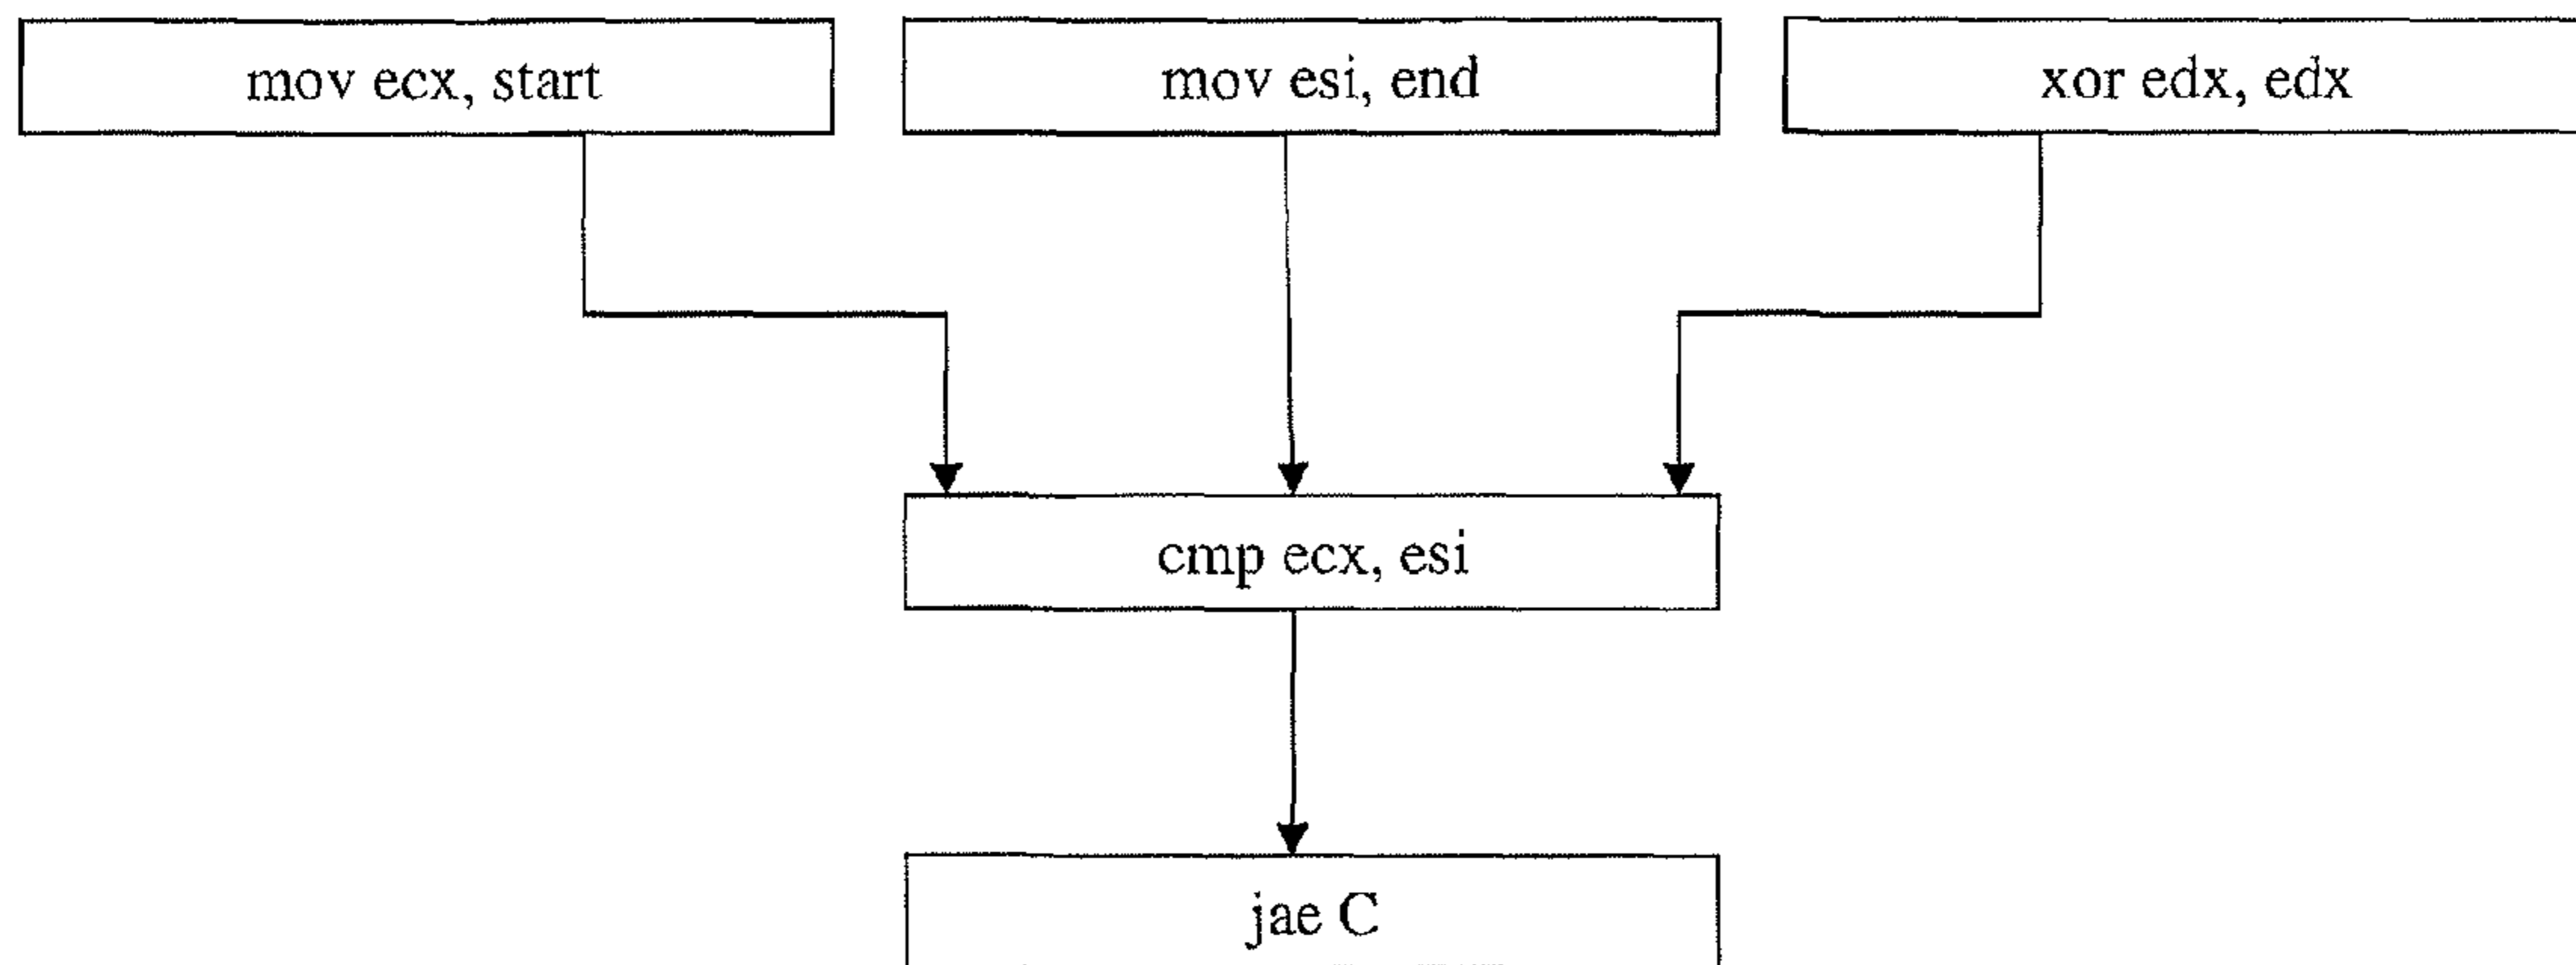 mov ecx, start
mov esi, end
xor edx, edx
cmp ecx, esi
jae C